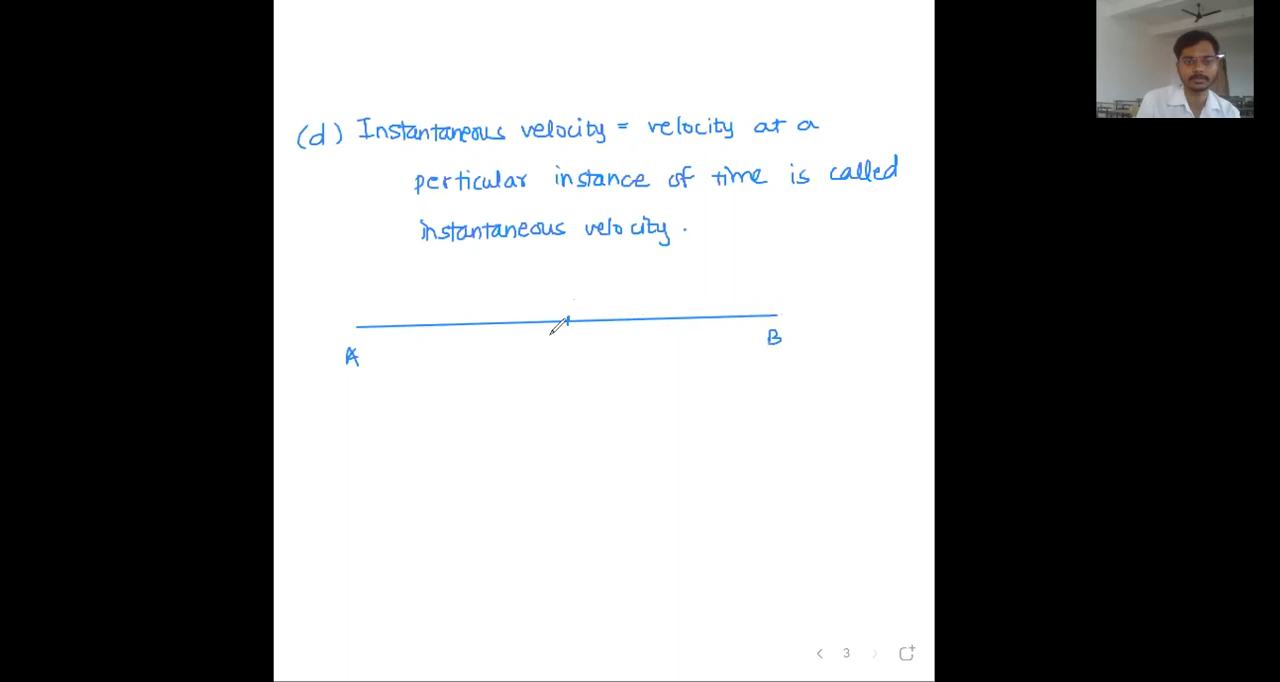 (d) Instantaneous velocity = velocity at a
perticular instance of time is called
instantaneous velocity.
A
B
< 3 >